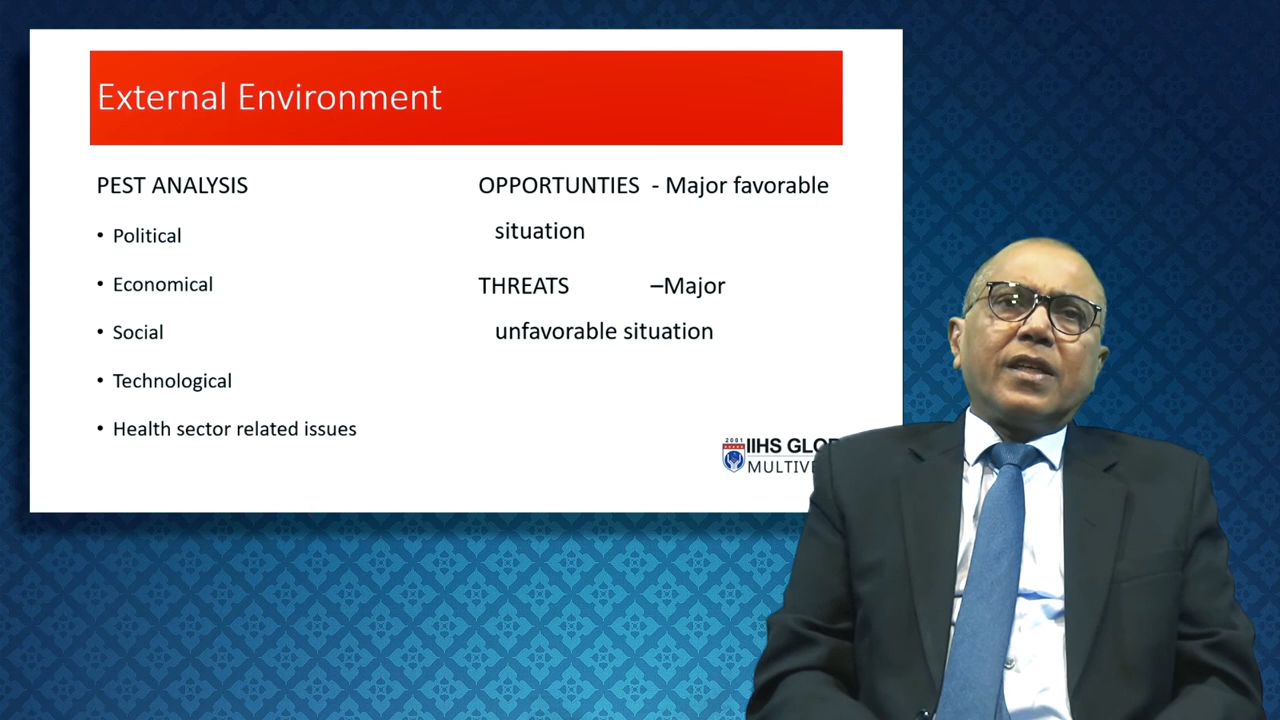 External Environment
PEST ANALYSIS
• Political
• Economical
• Social
• Technological
• Health sector related issues
OPPORTUNTIES - Major favorable
situation
THREATS –Major
unfavorable situation
2001
IIHS